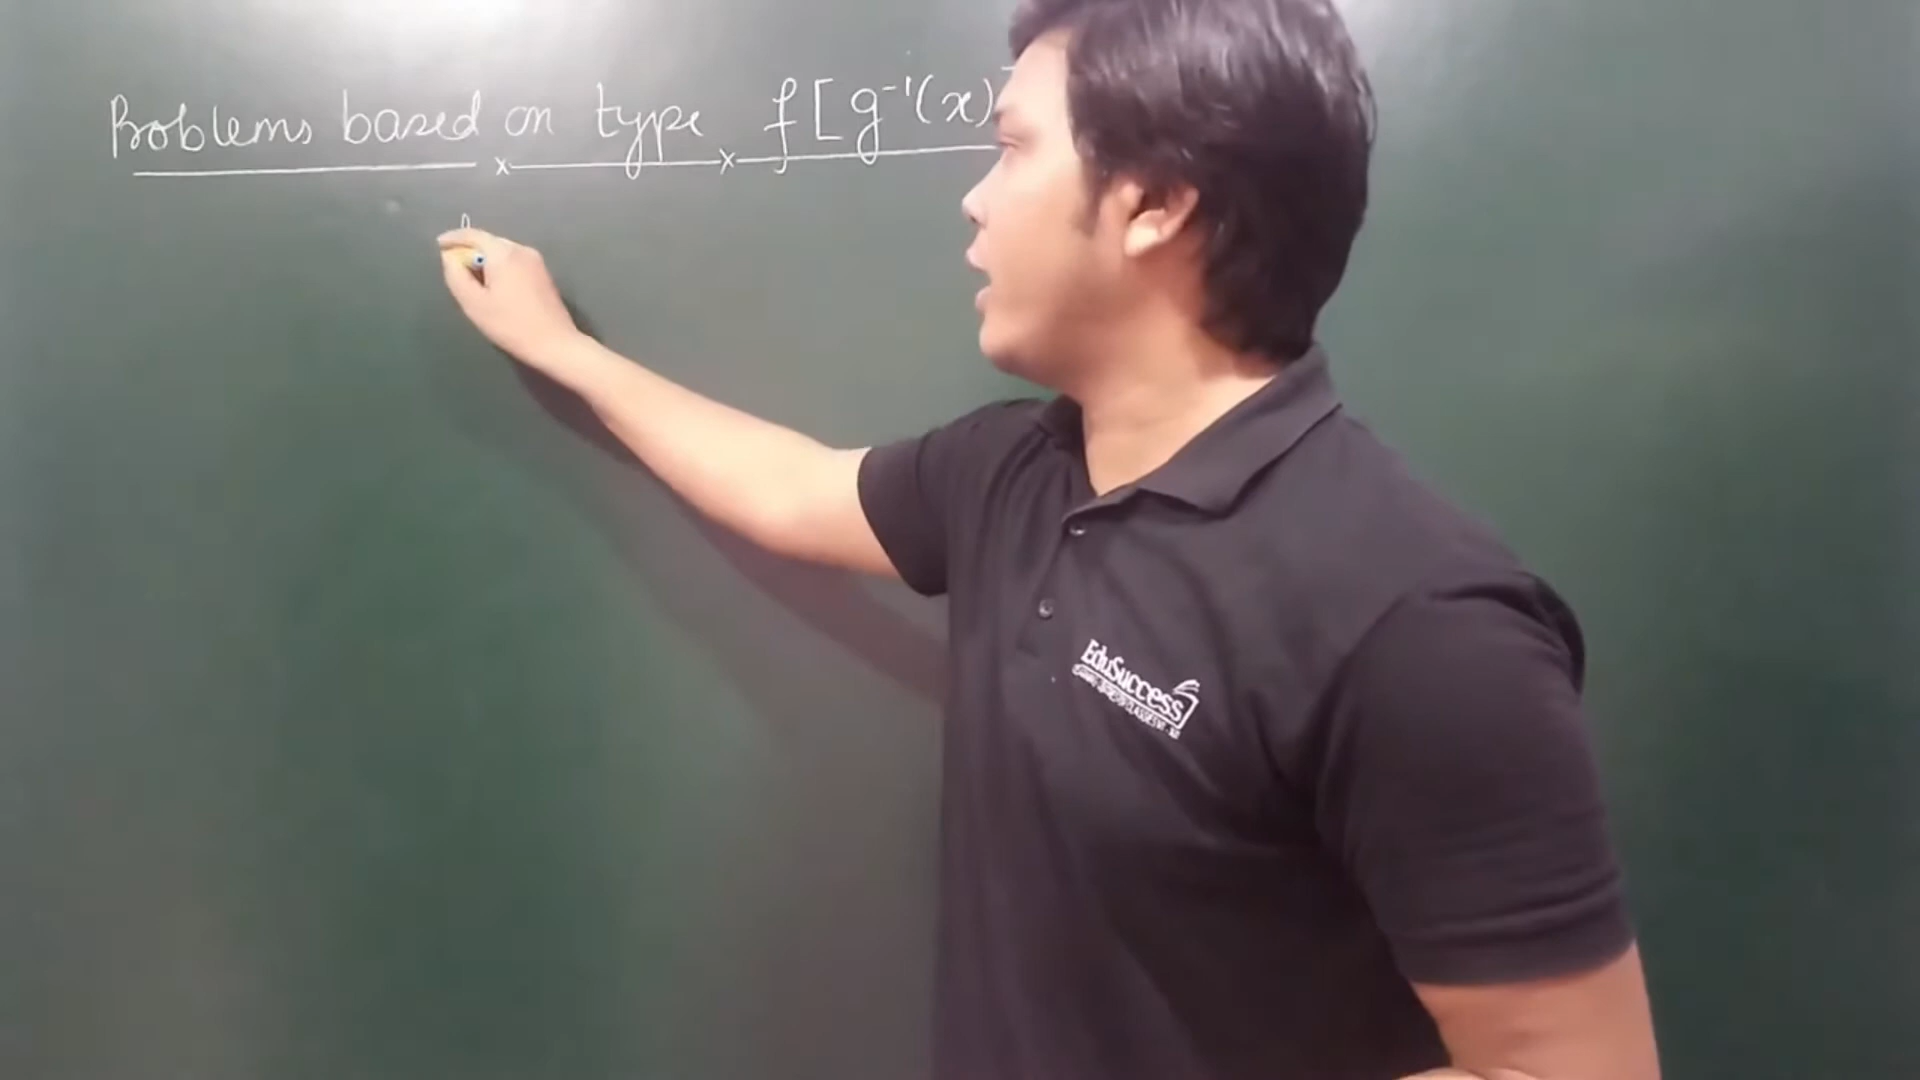 Problems based on type f[g⁻¹(x)
EduSuccess